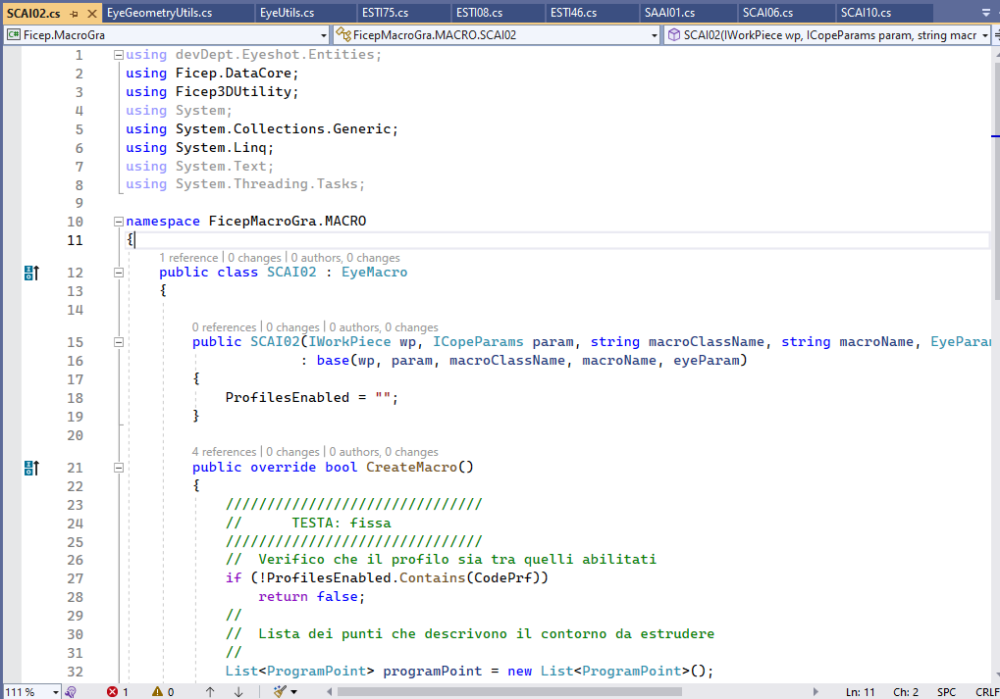 SCAI02.cs EyeGeometryUtils.cs EyeUtils.cs ESTI75.cs ESTI08.cs ESTI46.cs SAAI01.cs SCAI06.cs SCAI10.cs
C# Ficep.MacroGra FicepMacroGra.MACRO.SCAI02 SCAI02(IWorkPiece wp, ICopeParams param, string macr
1 using devDept.Eyeshot.Entities;
2 using Ficep.DataCore;
3 using Ficep3DUtility;
4 using System;
5 using System.Collections.Generic;
6 using System.Linq;
7 using System.Text;
8 using System.Threading.Tasks;
9
10 namespace FicepMacroGra.MACRO
11 {
1 reference | 0 changes | 0 authors, 0 changes
12 public class SCAI02 : EyeMacro
13 {
14
0 references | 0 changes | 0 authors, 0 changes
15 public SCAI02(IWorkPiece wp, ICopeParams param, string macroClassName, string macroName, EyePara
16 : base(wp, param, macroClassName, macroName, eyeParam)
17 {
18 ProfilesEnabled = "";
19 }
20
4 references | 0 changes | 0 authors, 0 changes
21 public override bool CreateMacro()
22 {
23 ///////////////////////////////
24 // TESTA: fissa
25 ///////////////////////////////
26 // Verifico che il profilo sia tra quelli abilitati
27 if (!ProfilesEnabled.Contains(CodePrf))
28 return false;
29 //
30 // Lista dei punti che descrivono il contorno da estrudere
31 //
32 List<ProgramPoint> programPoint = new List<ProgramPoint>();
111 % 1 0 Ln: 11 Ch: 2 SPC CRLF